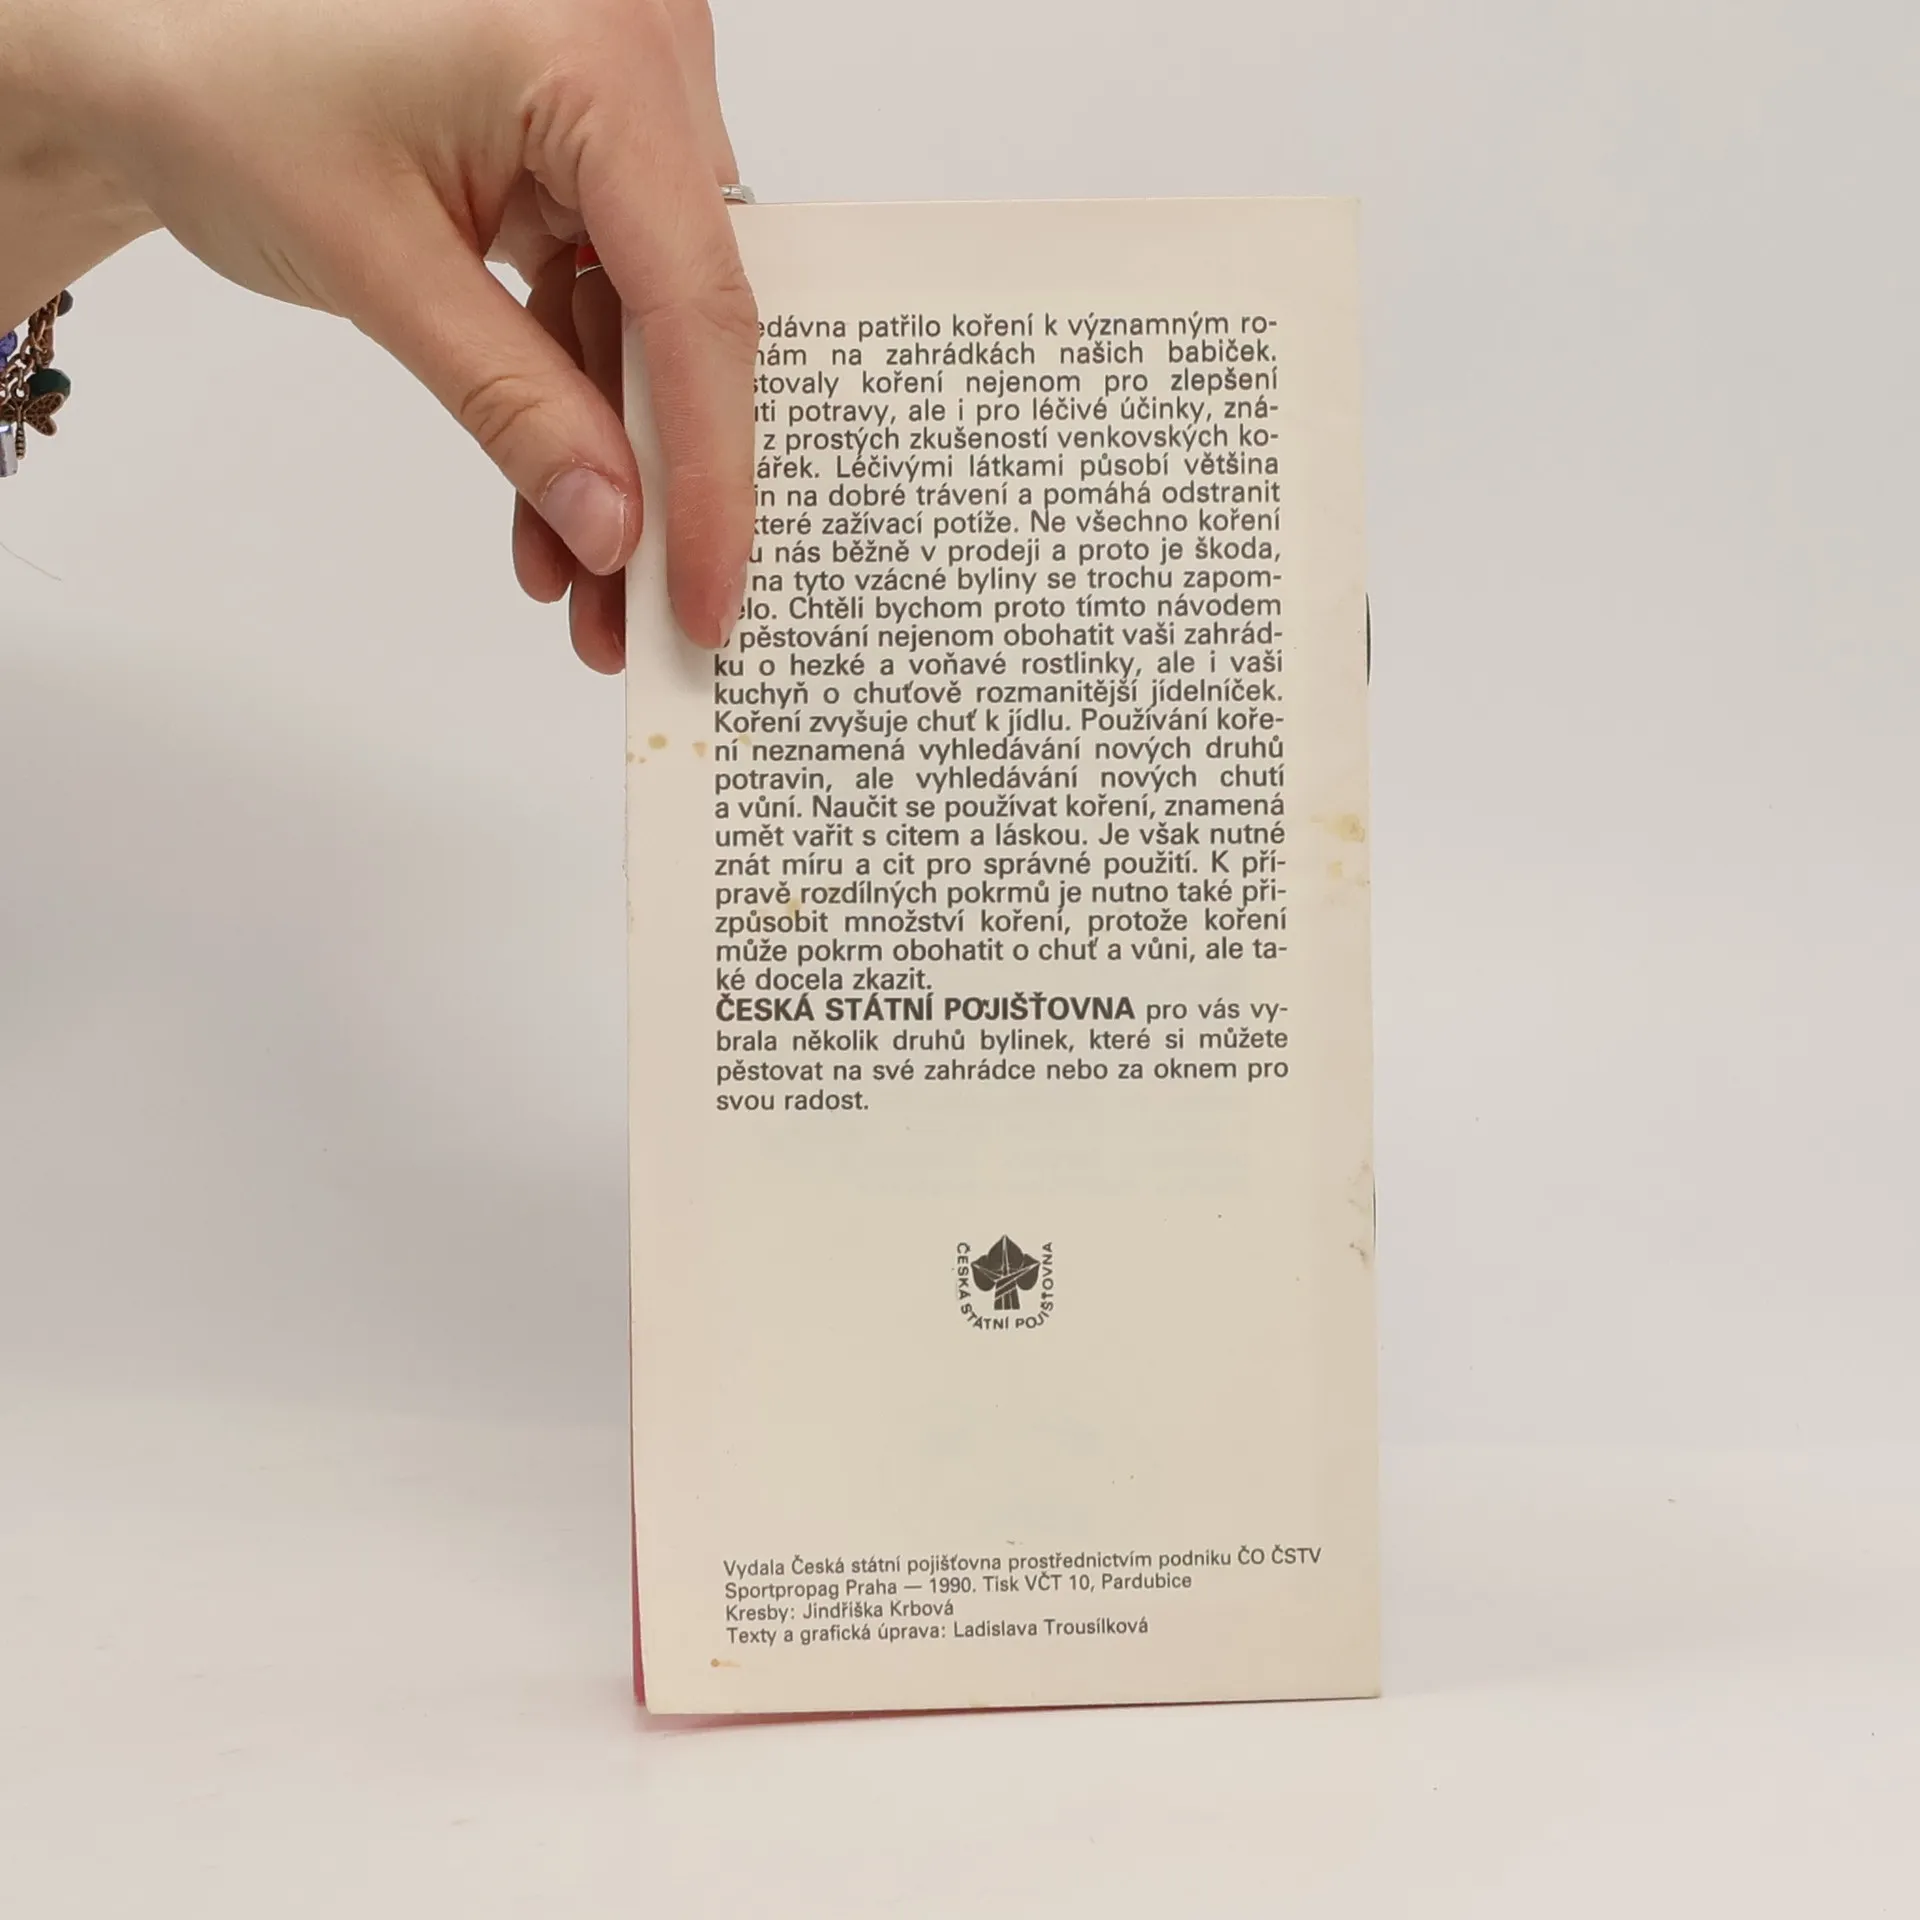 patřilo koření k významným ro-
na zahrádkách našich babiček.
koření nejenom pro zlepšení
potravy, ale i pro léčivé účinky, zná-
z prostých zkušeností venkovských ko-
Léčivými látkami působí většina
na dobré trávení a pomáhá odstranit
zažívací potíže. Ne všechno koření
u nás běžně v prodeji a proto je škoda,
na tyto vzácné byliny se trochu zapom-
Chtěli bychom proto tímto návodem
pěstování nejenom obohatit vaši zahrád-
ku o hezké a voňavé rostlinky, ale i vaši
kuchyň o chuťově rozmanitější jídelníček.
Koření zvyšuje chuť k jídlu. Používání koře-
ní neznamená vyhledávání nových druhů
potravin, ale vyhledávání nových chutí
a vůní. Naučit se používat koření, znamená
umět vařit s citem a láskou. Je však nutné
znát míru a cit pro správné použití. K pří-
pravě rozdílných pokrmů je nutno také při-
způsobit množství koření, protože koření
může pokrm obohatit o chuť a vůni, ale ta-
ké docela zkazit.
ČESKÁ STÁTNÍ POJIŠŤOVNA pro vás vy-
brala několik druhů bylinek, které si můžete
pěstovat na své zahrádce nebo za oknem pro
svou radost.
ČESKÁ STÁTNÍ POJIŠŤOVNA
Vydala Česká státní pojišťovna prostřednictvím podniku ČO ČSTV
Sportpropag Praha — 1990. Tisk VČT 10, Pardubice
Kresby: Jindřiška Krbová
Texty a grafická úprava: Ladislava Trousílková